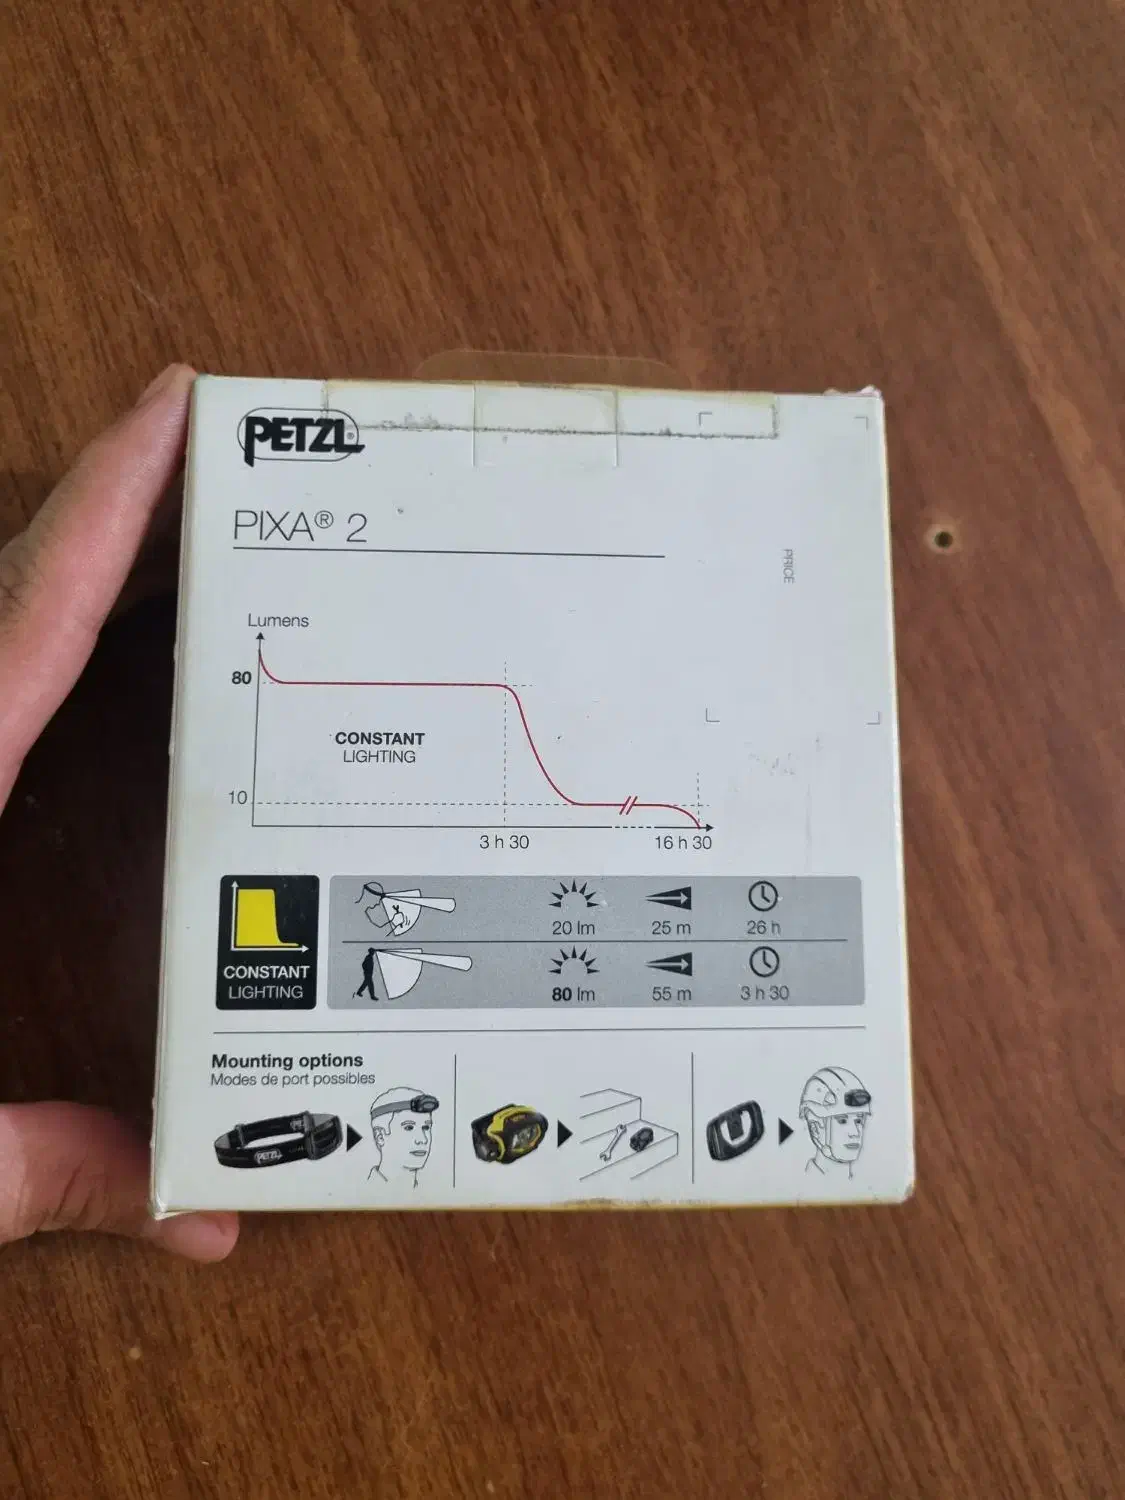 PETZL®
PIXA® 2
PRICE
Lumens
80
CONSTANT
LIGHTING
10
3 h 30
16 h 30
20 lm 25 m 26 h
CONSTANT
LIGHTING
80 lm 55 m 3 h 30
Mounting options
Modes de port possibles
PETZL